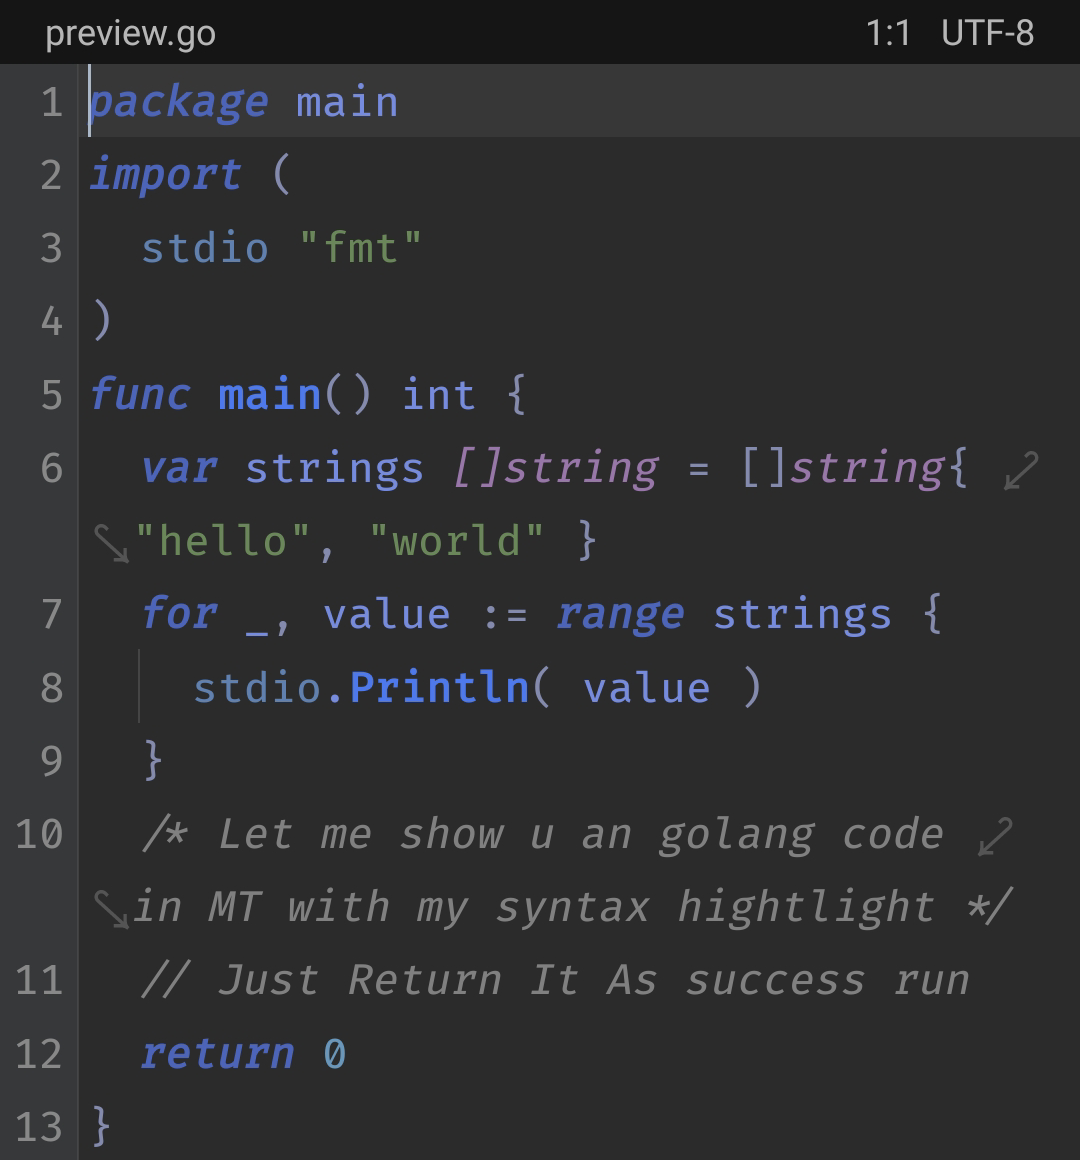 preview.go 1:1 UTF-8
1 package main
2 import (
3 stdio "fmt"
4 )
5 func main() int {
6 var strings []string = []string{
"hello", "world" }
7 for _, value := range strings {
8 stdio.Println( value )
9 }
10 /* Let me show u an golang code
in MT with my syntax hightlight */
11 // Just Return It As success run
12 return 0
13 }